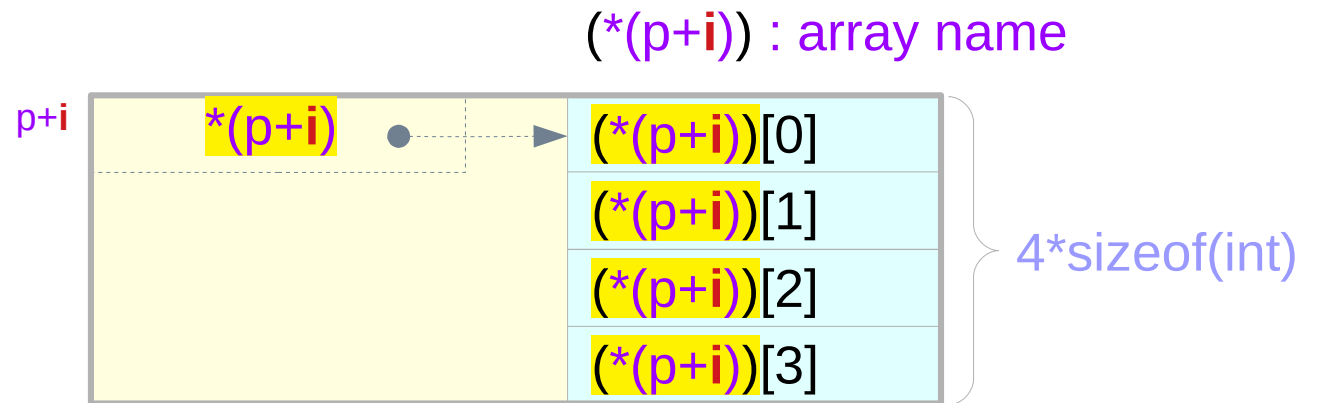 (*(p+i)) : array name
p+i
*(p+i)
(*(p+i))[0]
(*(p+i))[1]
(*(p+i))[2]
(*(p+i))[3]
4*sizeof(int)